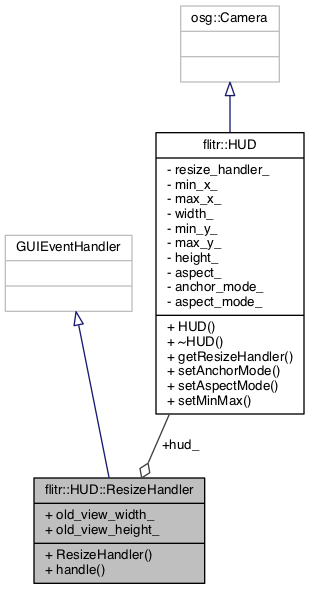 osg::Camera
flitr::HUD
- resize_handler_
- min_x_
- max_x_
- width_
- min_y_
- max_y_
- height_
- aspect_
- anchor_mode_
- aspect_mode_
+ HUD()
+ ~HUD()
+ getResizeHandler()
+ setAnchorMode()
+ setAspectMode()
+ setMinMax()
GUIEventHandler
+hud_
flitr::HUD::ResizeHandler
+ old_view_width_
+ old_view_height_
+ ResizeHandler()
+ handle()